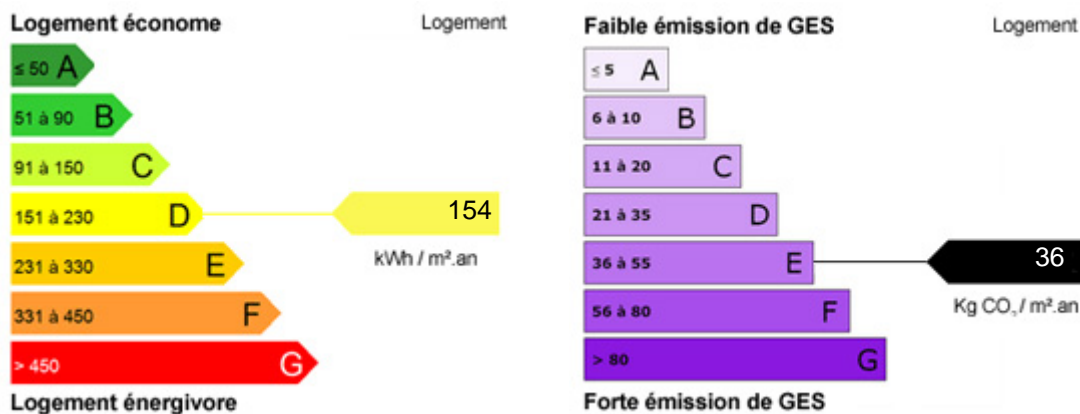 Logement économe
Logement
≤ 50 A
51 à 90 B
91 à 150 C
151 à 230 D
154
231 à 330 E
kWh / m².an
331 à 450 F
> 450 G
Logement énergivore
Faible émission de GES
Logement
≤ 5 A
6 à 10 B
11 à 20 C
21 à 35 D
36 à 55 E
36
56 à 80 F
Kg CO₂ / m².an
> 80 G
Forte émission de GES